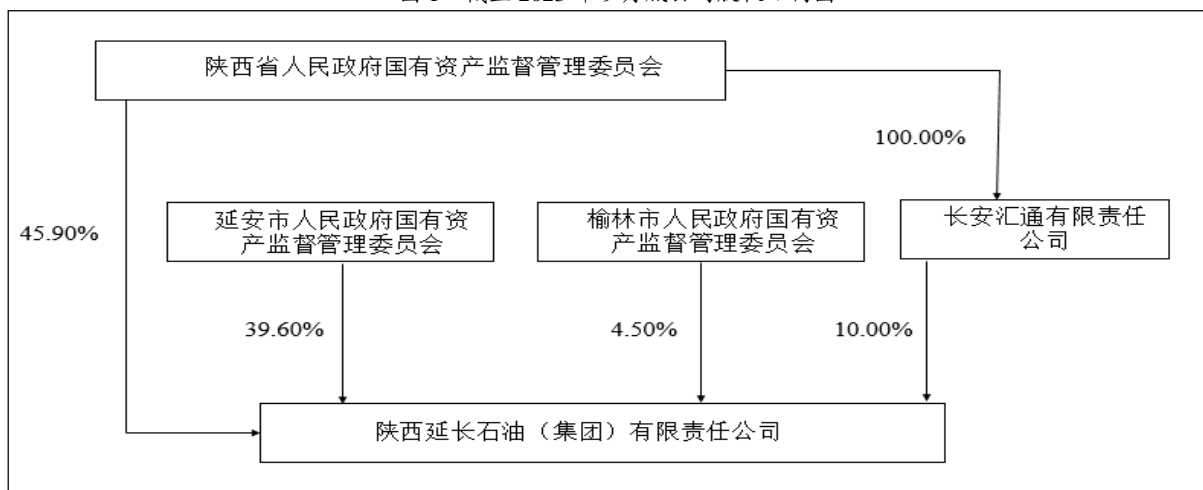 陕西省人民政府国有资产监督管理委员会
100.00%
45.90%
延安市人民政府国有资
产监督管理委员会
榆林市人民政府国有资
产监督管理委员会
长安汇通有限责任
公司
39.60%
4.50%
10.00%
陕西延长石油（集团）有限责任公司